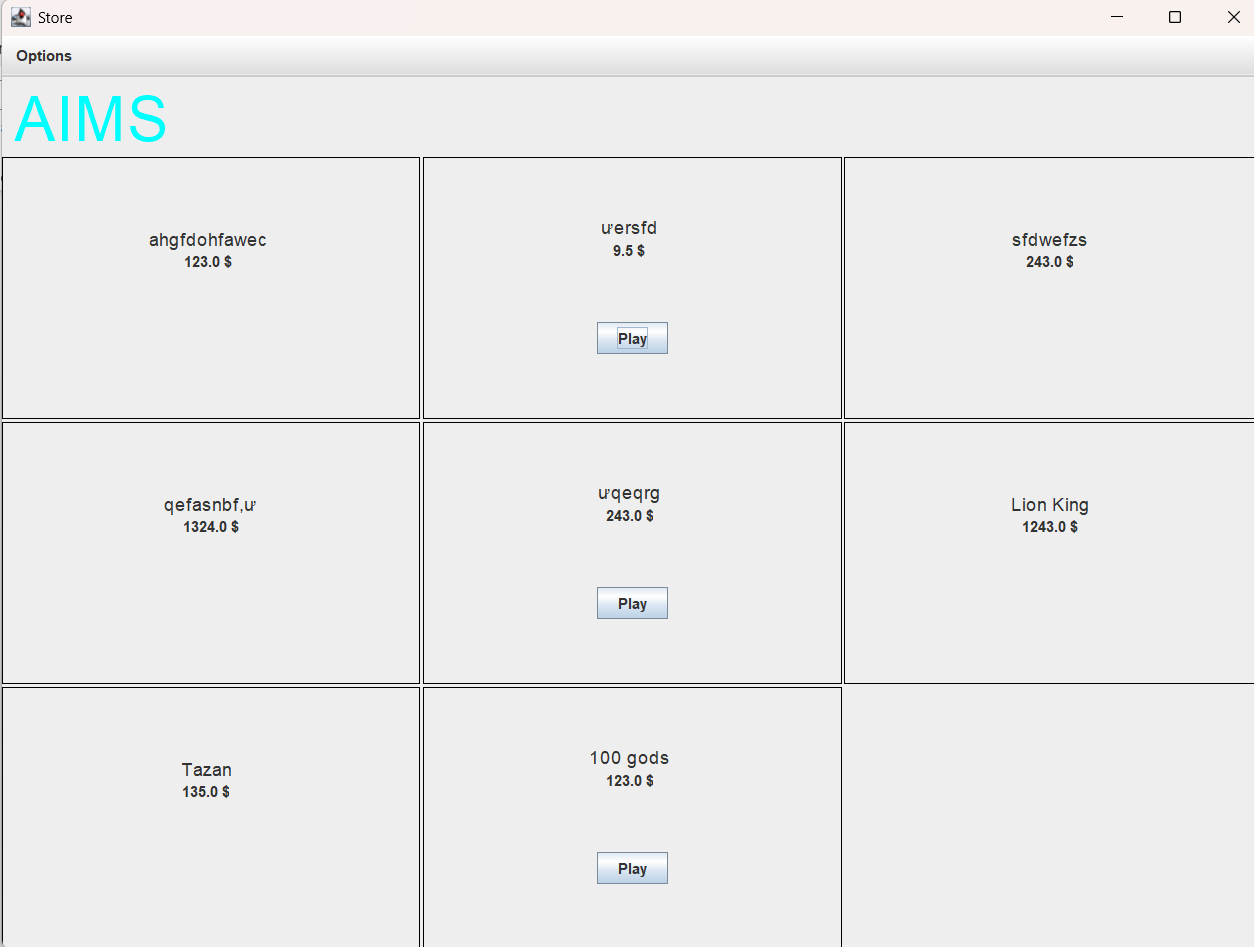 Store
Options
AIMS
ahgfdohfawec
123.0 $
ưersfd
9.5 $
Play
sfdwefzs
243.0 $
qefasnbf,ư
1324.0 $
ưqeqrg
243.0 $
Play
Lion King
1243.0 $
Tazan
135.0 $
100 gods
123.0 $
Play